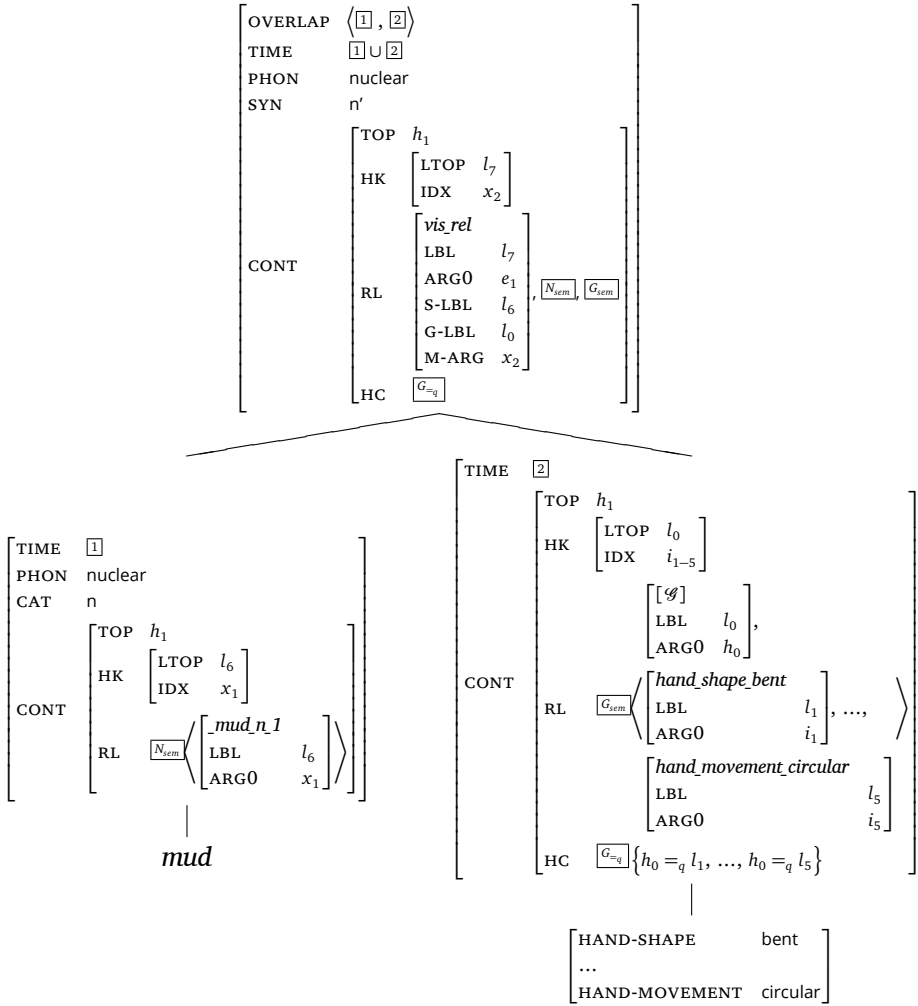 OVERLAP ⟨1 , 2⟩
TIME 1 ∪ 2
PHON nuclear
SYN n'
TOP h1
HK LTOP l7
IDX x2
vis_rel
LBL l7
CONT
ARG0 e1
RL , Nsem, Gsem
S-LBL l6
G-LBL l0
M-ARG x2
HC G=q
TIME 1
PHON nuclear
CAT n
TOP h1
HK LTOP l6
IDX x1
CONT
_mud_n_1
RL Nsem LBL l6
ARG0 x1
mud
TIME 2
TOP h1
HK LTOP l0
IDX i1–5
[𝒢]
LBL l0 ,
ARG0 h0
CONT
hand_shape_bent
RL Gsem LBL l1 , …,
ARG0 i1
hand_movement_circular
LBL l5
ARG0 i5
HC G=q {h0 =q l1, …, h0 =q l5}
HAND-SHAPE bent
…
HAND-MOVEMENT circular